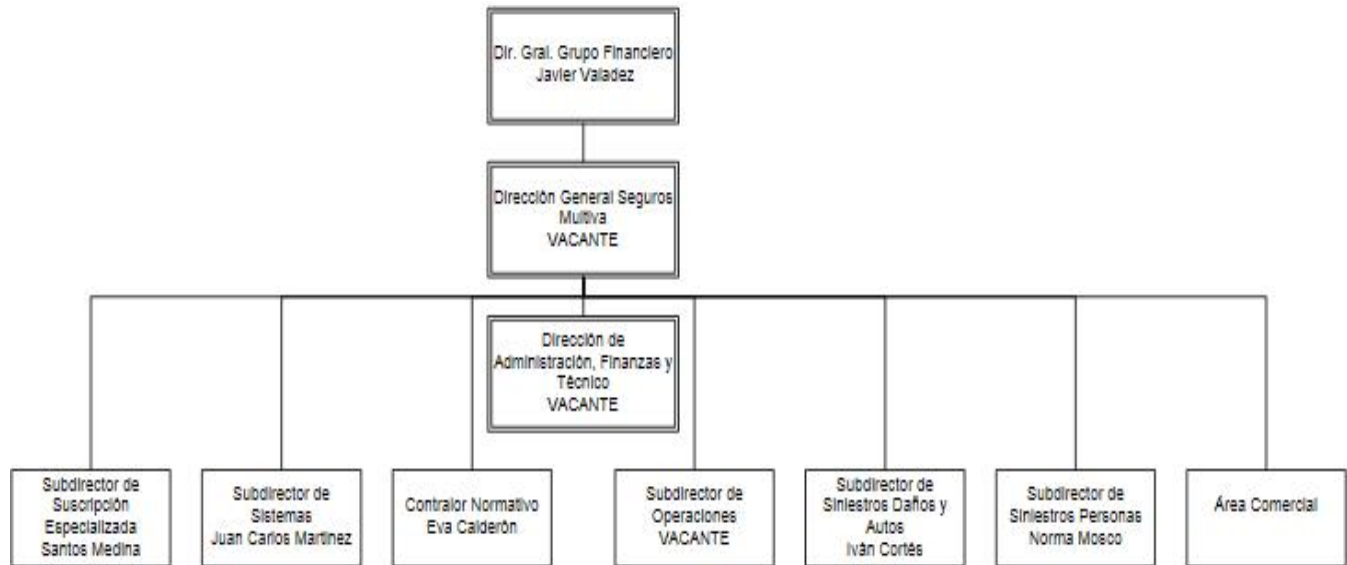 Dir. Gral. Grupo Financiero
Javier Valadez
Dirección General Seguros
Multiva
VACANTE
Dirección de
Administración, Finanzas y
Técnico
VACANTE
Subdirector de
Suscripción
Especializada
Santos Medina
Subdirector de
Sistemas
Juan Carlos Martinez
Contralor Normativo
Eva Calderón
Subdirector de
Operaciones
VACANTE
Subdirector de
Siniestros Daños y
Autos
Iván Cortés
Subdirector de
Siniestros Personas
Norma Mosco
Área Comercial